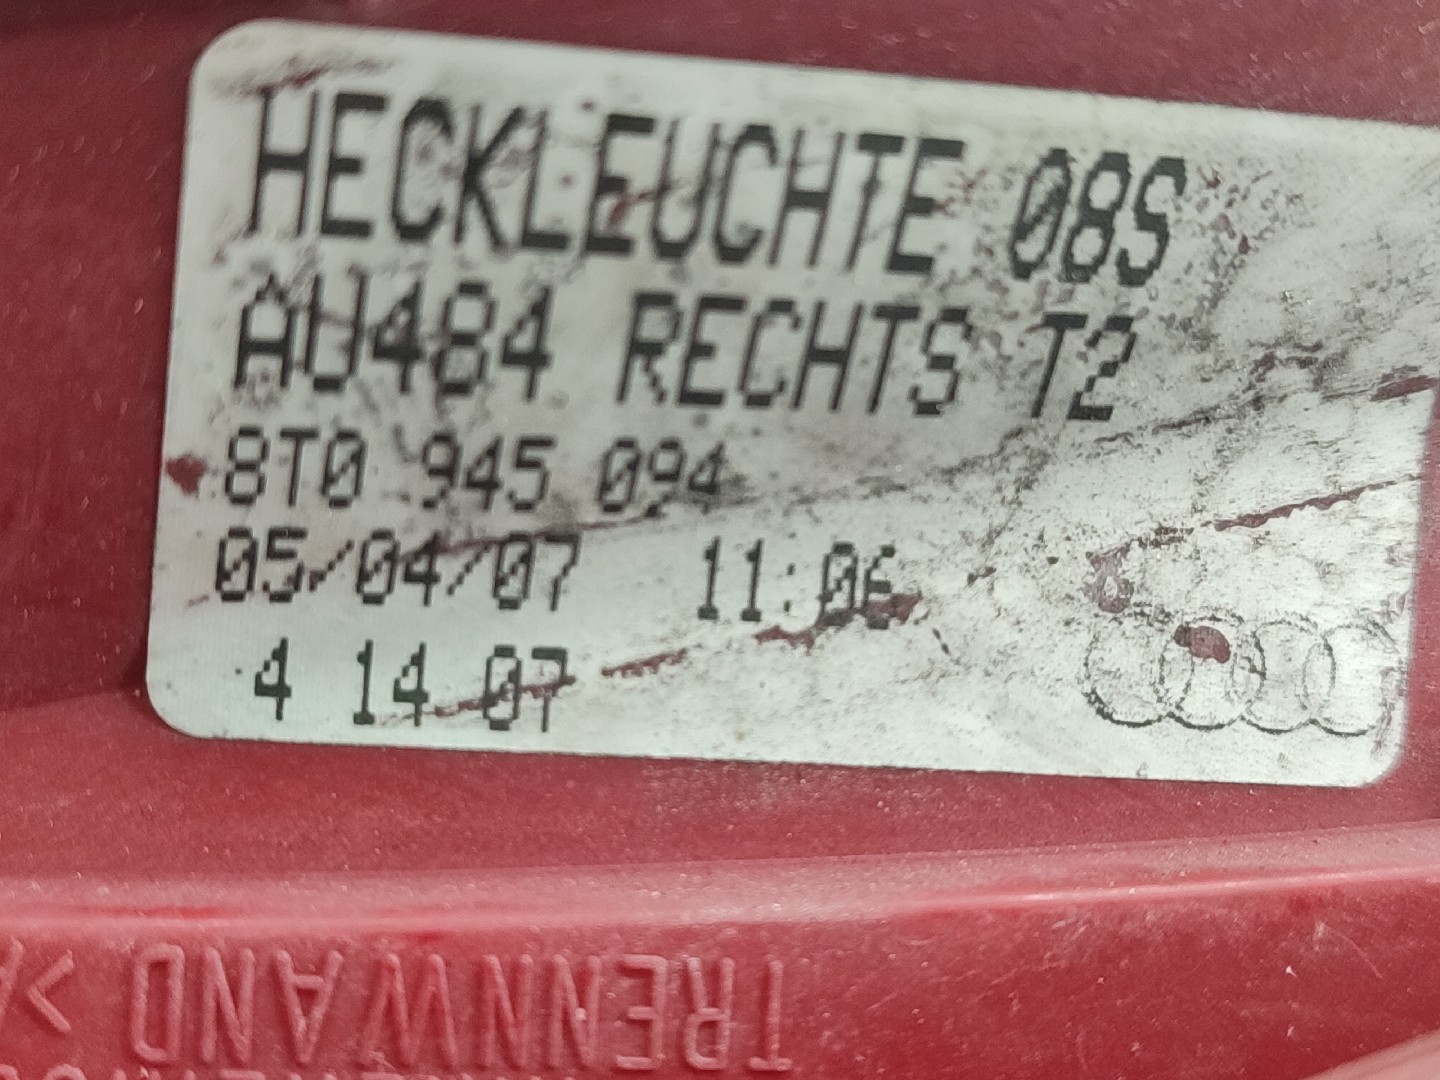 HECKLEUCHTE 08S
AU484 RECHTS T2
8T0 945 094
05/04/07 11:06
4 14 07
TRENNWAND